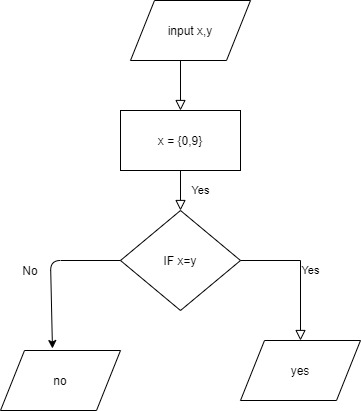 input x,y
x = {0,9}
Yes
IF x=y
No
Yes
no
yes